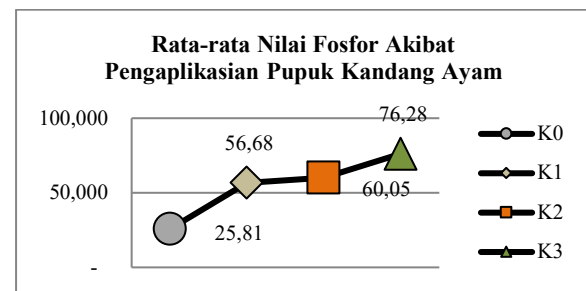 Rata-rata Nilai Fosfor Akibat
Pengaplikasian Pupuk Kandang Ayam
100,000
50,000
-
25,81
56,68
60,05
76,28
K0
K1
K2
K3